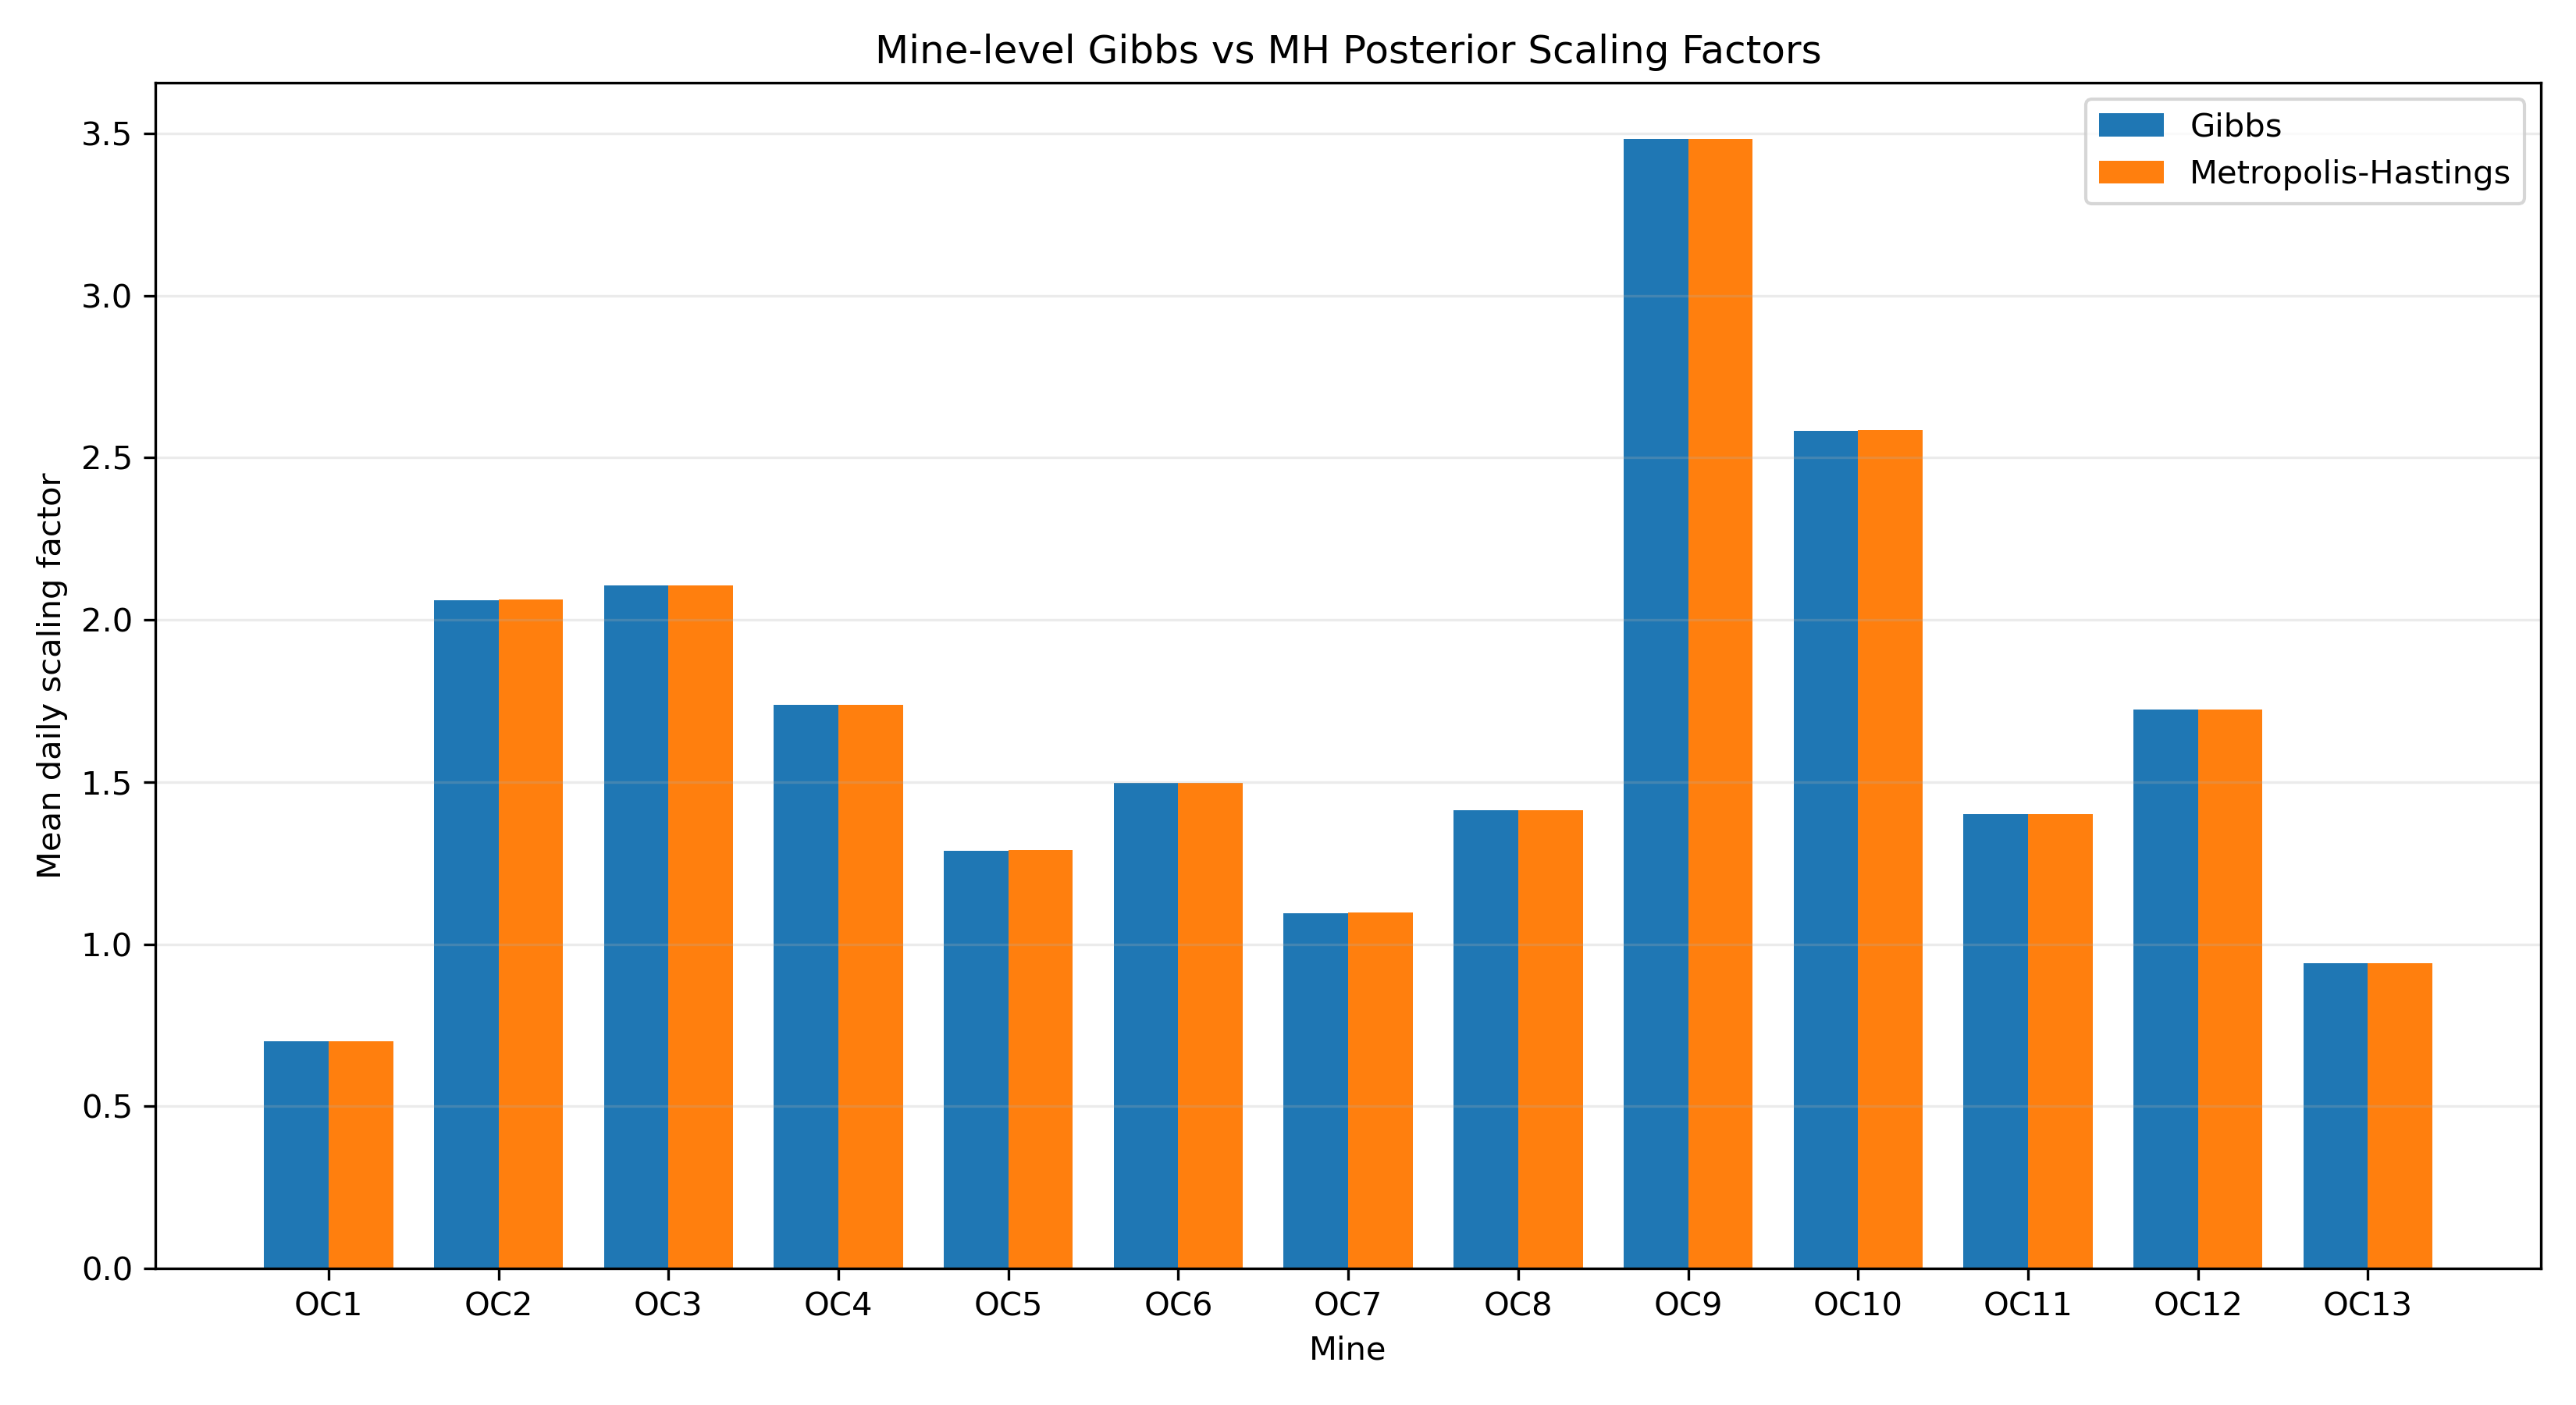 Mine-level Gibbs vs MH Posterior Scaling Factors
Gibbs
Metropolis-Hastings
Mean daily scaling factor
3.5
3.0
2.5
2.0
1.5
1.0
0.5
0.0
OC1 OC2 OC3 OC4 OC5 OC6 OC7 OC8 OC9 OC10 OC11 OC12 OC13
Mine